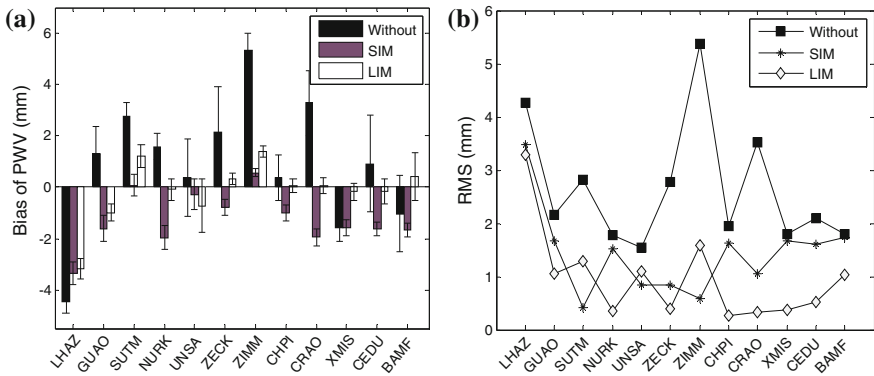 (a)
Bias of PWV (mm)
6
4
2
0
-2
-4
Without
SIM
LIM
LHAZ
GUAO
SUTM
NURK
UNSA
ZECK
ZIMM
CHPI
CRAO
XMIS
CEDU
BAMF
(b)
RMS (mm)
6
5
4
3
2
1
0
Without
SIM
LIM
LHAZ
GUAO
SUTM
NURK
UNSA
ZECK
ZIMM
CHPI
CRAO
XMIS
CEDU
BAMF